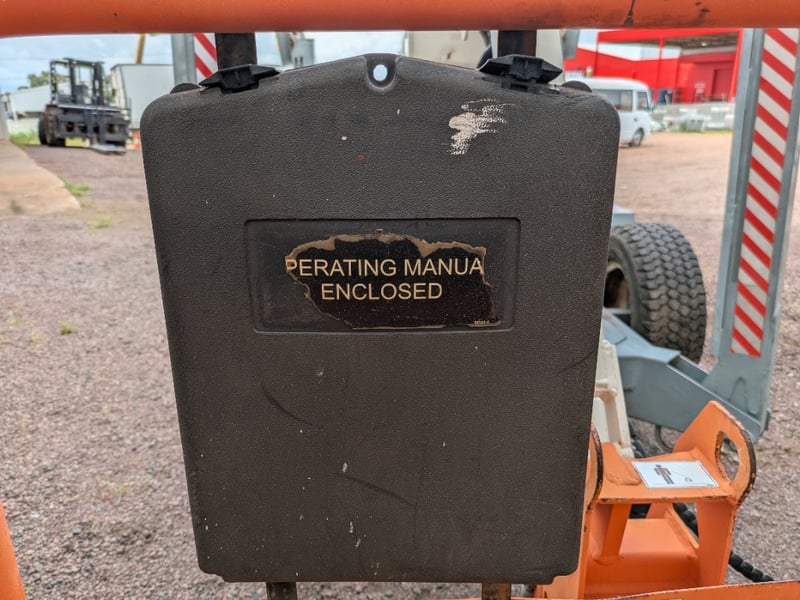 PERATING MANUA
ENCLOSED